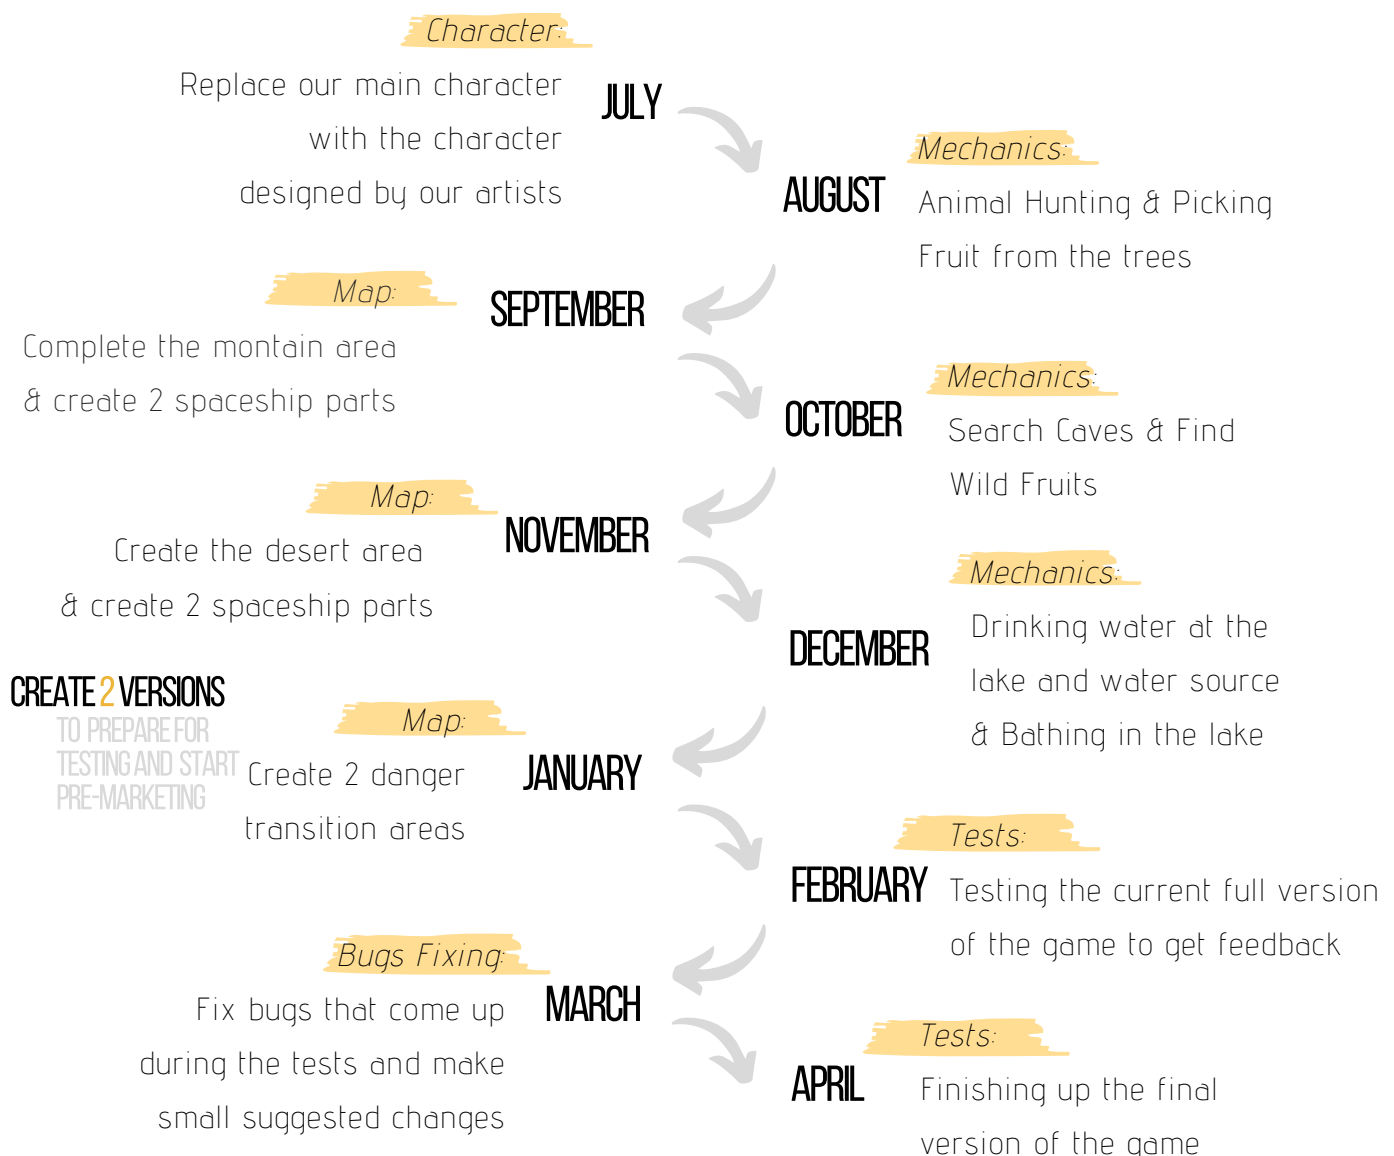 Character:
Replace our main character
with the character
designed by our artists
JULY
Mechanics:
AUGUST
Animal Hunting & Picking
Fruit from the trees
Map:
SEPTEMBER
Complete the montain area
& create 2 spaceship parts
Mechanics:
OCTOBER
Search Caves & Find
Wild Fruits
Map:
NOVEMBER
Create the desert area
& create 2 spaceship parts
Mechanics:
DECEMBER
Drinking water at the
lake and water source
& Bathing in the lake
CREATE 2 VERSIONS
TO PREPARE FOR
TESTING AND START
PRE-MARKETING
Map:
JANUARY
Create 2 danger
transition areas
Tests:
FEBRUARY
Testing the current full version
of the game to get feedback
Bugs Fixing:
MARCH
Fix bugs that come up
during the tests and make
small suggested changes
Tests:
APRIL
Finishing up the final
version of the game